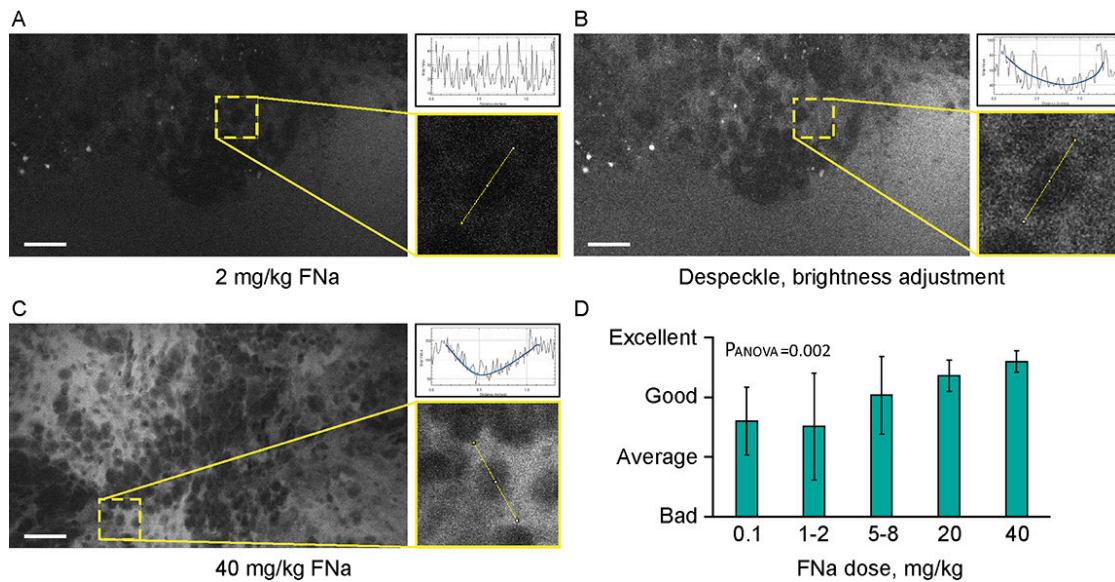 A
2 mg/kg FNa
B
Despeckle, brightness adjustment
C
40 mg/kg FNa
D
Excellent
Good
Average
Bad
PANOVA=0.002
0.1 1-2 5-8 20 40
FNa dose, mg/kg